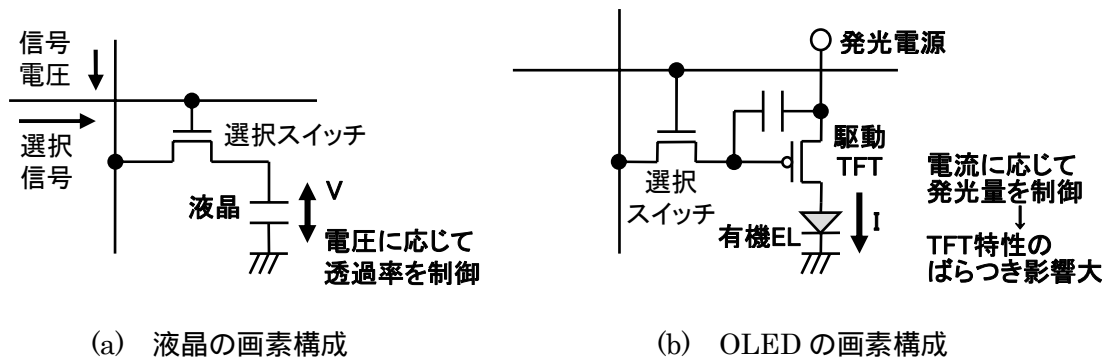 信号
電圧
選択
信号
選択スイッチ
液晶
V
電圧に応じて
透過率を制御
(a) 液晶の画素構成
発光電源
選択
スイッチ
駆動
TFT
有機EL
I
電流に応じて
発光量を制御
↓
TFT特性の
ばらつき影響大
(b) OLED の画素構成